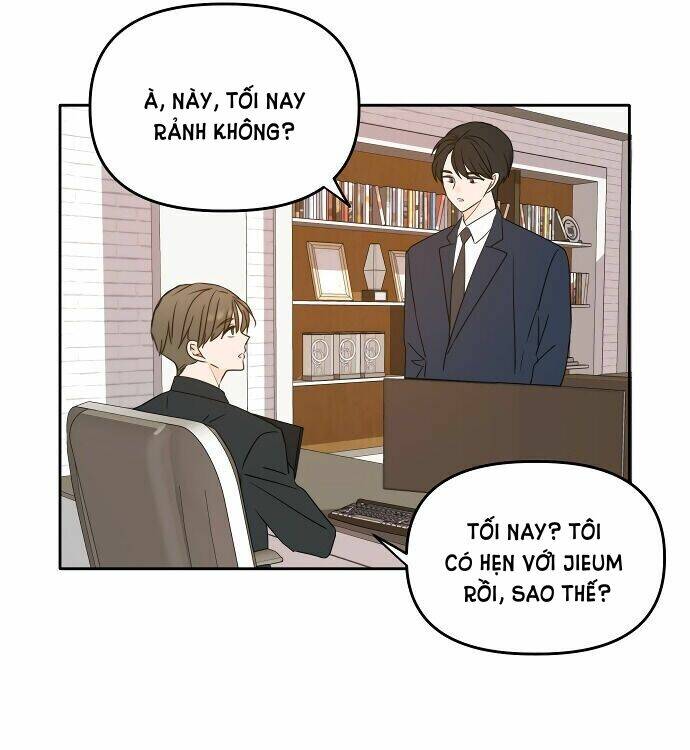 À, NÀY, TỐI NAY
RẢNH KHÔNG?
TỐI NAY? TÔI
CÓ HẸN VỚI JIEUM
RỒI, SAO THẾ?